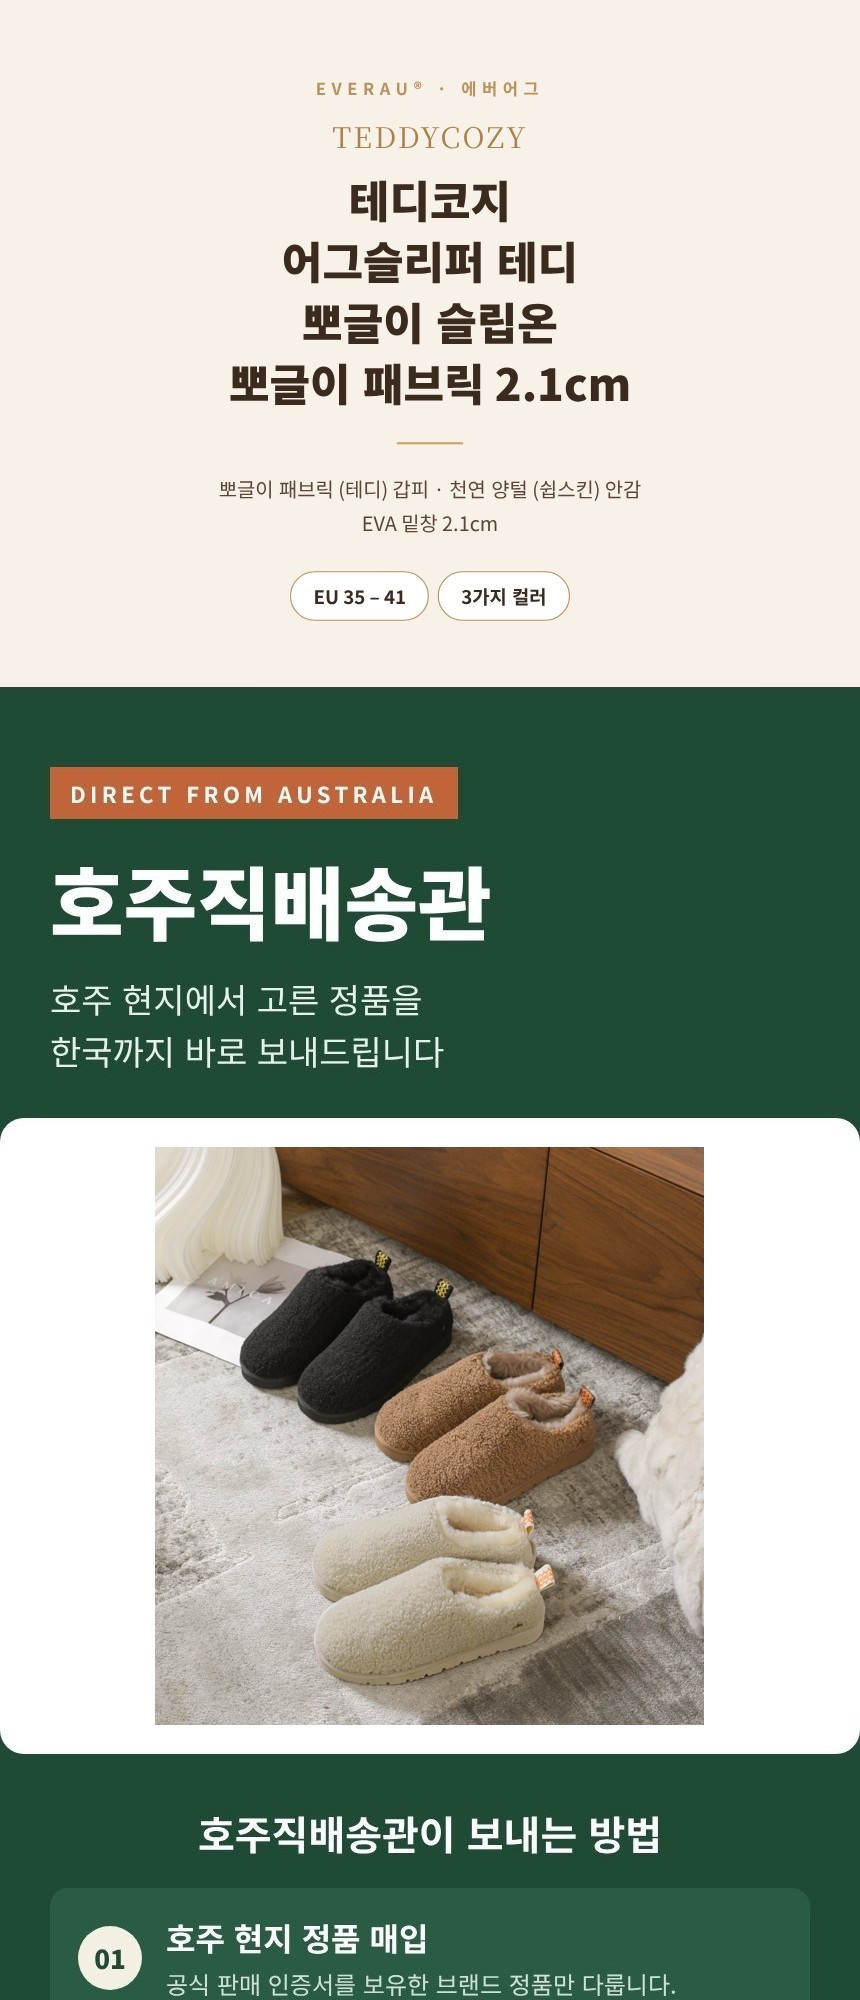 EVERAU® · 에버어그
TEDDYCOZY
테디코지
어그슬리퍼 테디
뽀글이 슬립온
뽀글이 패브릭 2.1cm
뽀글이 패브릭 (테디) 갑피 · 천연 양털 (쉽스킨) 안감
EVA 밑창 2.1cm
EU 35 – 41
3가지 컬러
DIRECT FROM AUSTRALIA
호주직배송관
호주 현지에서 고른 정품을
한국까지 바로 보내드립니다
호주직배송관이 보내는 방법
01
호주 현지 정품 매입
공식 판매 인증서를 보유한 브랜드 정품만 다룹니다.